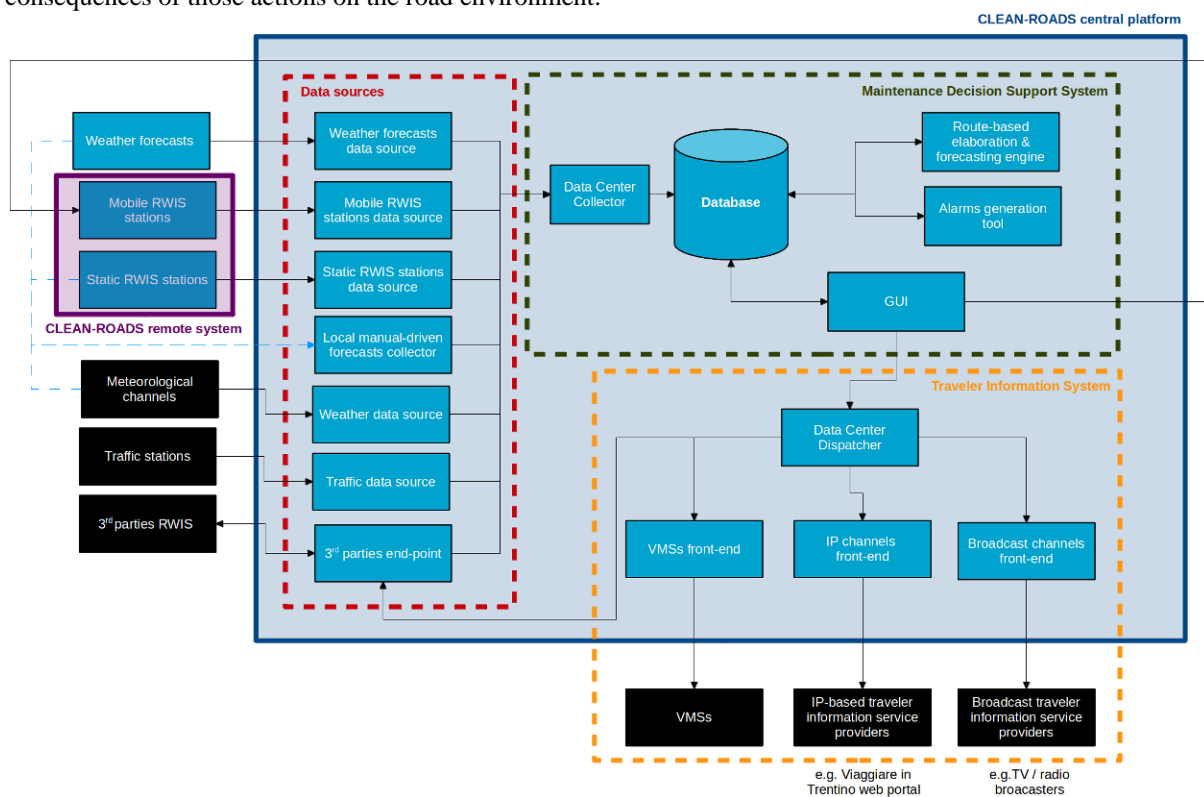 consequences of those actions on the road environment.
CLEAN-ROADS central platform
Data sources
Maintenance Decision Support System
Weather forecasts
Mobile RWIS
stations
Static RWIS stations
CLEAN-ROADS remote system
Meteorological
channels
Traffic stations
3rd parties RWIS
Weather forecasts
data source
Mobile RWIS
stations data source
Static RWIS stations
data source
Local manual-driven
forecasts collector
Weather data source
Traffic data source
3rd parties end-point
Data Center
Collector
Database
Route-based
elaboration &
forecasting engine
Alarms generation
tool
GUI
Traveler Information System
Data Center
Dispatcher
VMSs front-end
IP channels
front-end
Broadcast channels
front-end
VMSs
IP-based traveler
information service
providers
Broadcast traveler
information service
providers
e.g. Viaggiare in
Trentino web portal
e.g.TV / radio
broacasters